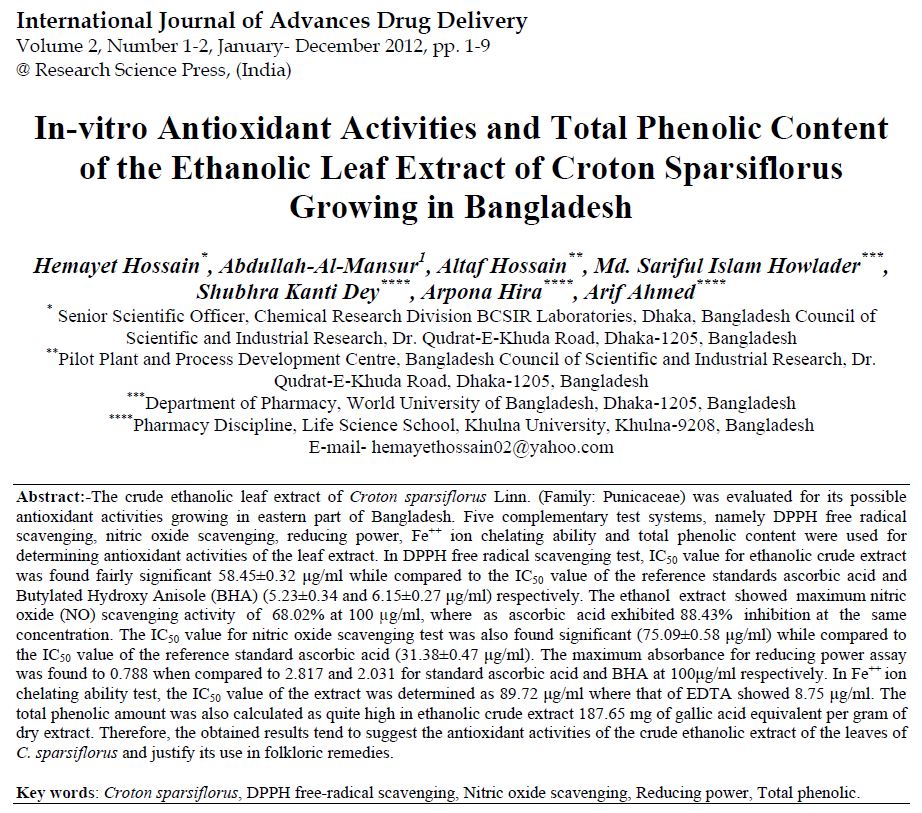 International Journal of Advances Drug Delivery
Volume 2, Number 1-2, January- December 2012, pp. 1-9
@ Research Science Press, (India)
In-vitro Antioxidant Activities and Total Phenolic Content
of the Ethanolic Leaf Extract of Croton Sparsiflorus
Growing in Bangladesh
Hemayet Hossain*, Abdullah-Al-Mansur1, Altaf Hossain**, Md. Sariful Islam Howlader***,
Shubhra Kanti Dey****, Arpona Hira****, Arif Ahmed****
* Senior Scientific Officer, Chemical Research Division BCSIR Laboratories, Dhaka, Bangladesh Council of
Scientific and Industrial Research, Dr. Qudrat-E-Khuda Road, Dhaka-1205, Bangladesh
**Pilot Plant and Process Development Centre, Bangladesh Council of Scientific and Industrial Research, Dr.
Qudrat-E-Khuda Road, Dhaka-1205, Bangladesh
***Department of Pharmacy, World University of Bangladesh, Dhaka-1205, Bangladesh
****Pharmacy Discipline, Life Science School, Khulna University, Khulna-9208, Bangladesh
E-mail- hemayethossain02@yahoo.com
Abstract:-The crude ethanolic leaf extract of Croton sparsiflorus Linn. (Family: Punicaceae) was evaluated for its possible
antioxidant activities growing in eastern part of Bangladesh. Five complementary test systems, namely DPPH free radical
scavenging, nitric oxide scavenging, reducing power, Fe++ ion chelating ability and total phenolic content were used for
determining antioxidant activities of the leaf extract. In DPPH free radical scavenging test, IC50 value for ethanolic crude extract
was found fairly significant 58.45±0.32 µg/ml while compared to the IC50 value of the reference standards ascorbic acid and
Butylated Hydroxy Anisole (BHA) (5.23±0.34 and 6.15±0.27 µg/ml) respectively. The ethanol extract showed maximum nitric
oxide (NO) scavenging activity of 68.02% at 100 µg/ml, where as ascorbic acid exhibited 88.43% inhibition at the same
concentration. The IC50 value for nitric oxide scavenging test was also found significant (75.09±0.58 µg/ml) while compared to
the IC50 value of the reference standard ascorbic acid (31.38±0.47 µg/ml). The maximum absorbance for reducing power assay
was found to 0.788 when compared to 2.817 and 2.031 for standard ascorbic acid and BHA at 100µg/ml respectively. In Fe++ ion
chelating ability test, the IC50 value of the extract was determined as 89.72 µg/ml where that of EDTA showed 8.75 µg/ml. The
total phenolic amount was also calculated as quite high in ethanolic crude extract 187.65 mg of gallic acid equivalent per gram of
dry extract. Therefore, the obtained results tend to suggest the antioxidant activities of the crude ethanolic extract of the leaves of
C. sparsiflorus and justify its use in folkloric remedies.
Key words: Croton sparsiflorus, DPPH free-radical scavenging, Nitric oxide scavenging, Reducing power, Total phenolic.